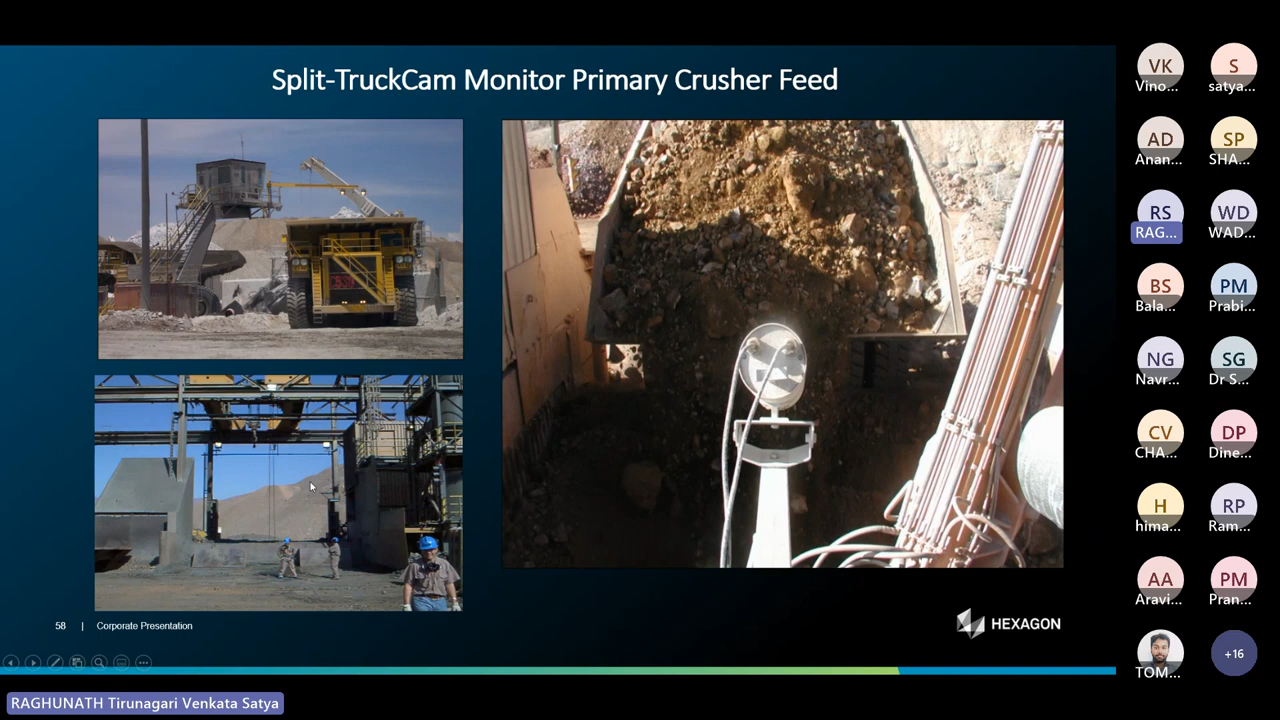 Split-TruckCam Monitor Primary Crusher Feed
58 | Corporate Presentation
HEXAGON
VK
Vino...
S
satya...
AD
Anan...
SP
SHA...
RS
RAG...
WD
WAD...
BS
Bala...
PM
Prabi...
NG
Navr...
SG
Dr S...
CV
CHA...
DP
Dine...
H
hima...
RP
Ram...
AA
Aravi...
PM
Pran...
TOM...
+16
RAGHUNATH Tirunagari Venkata Satya